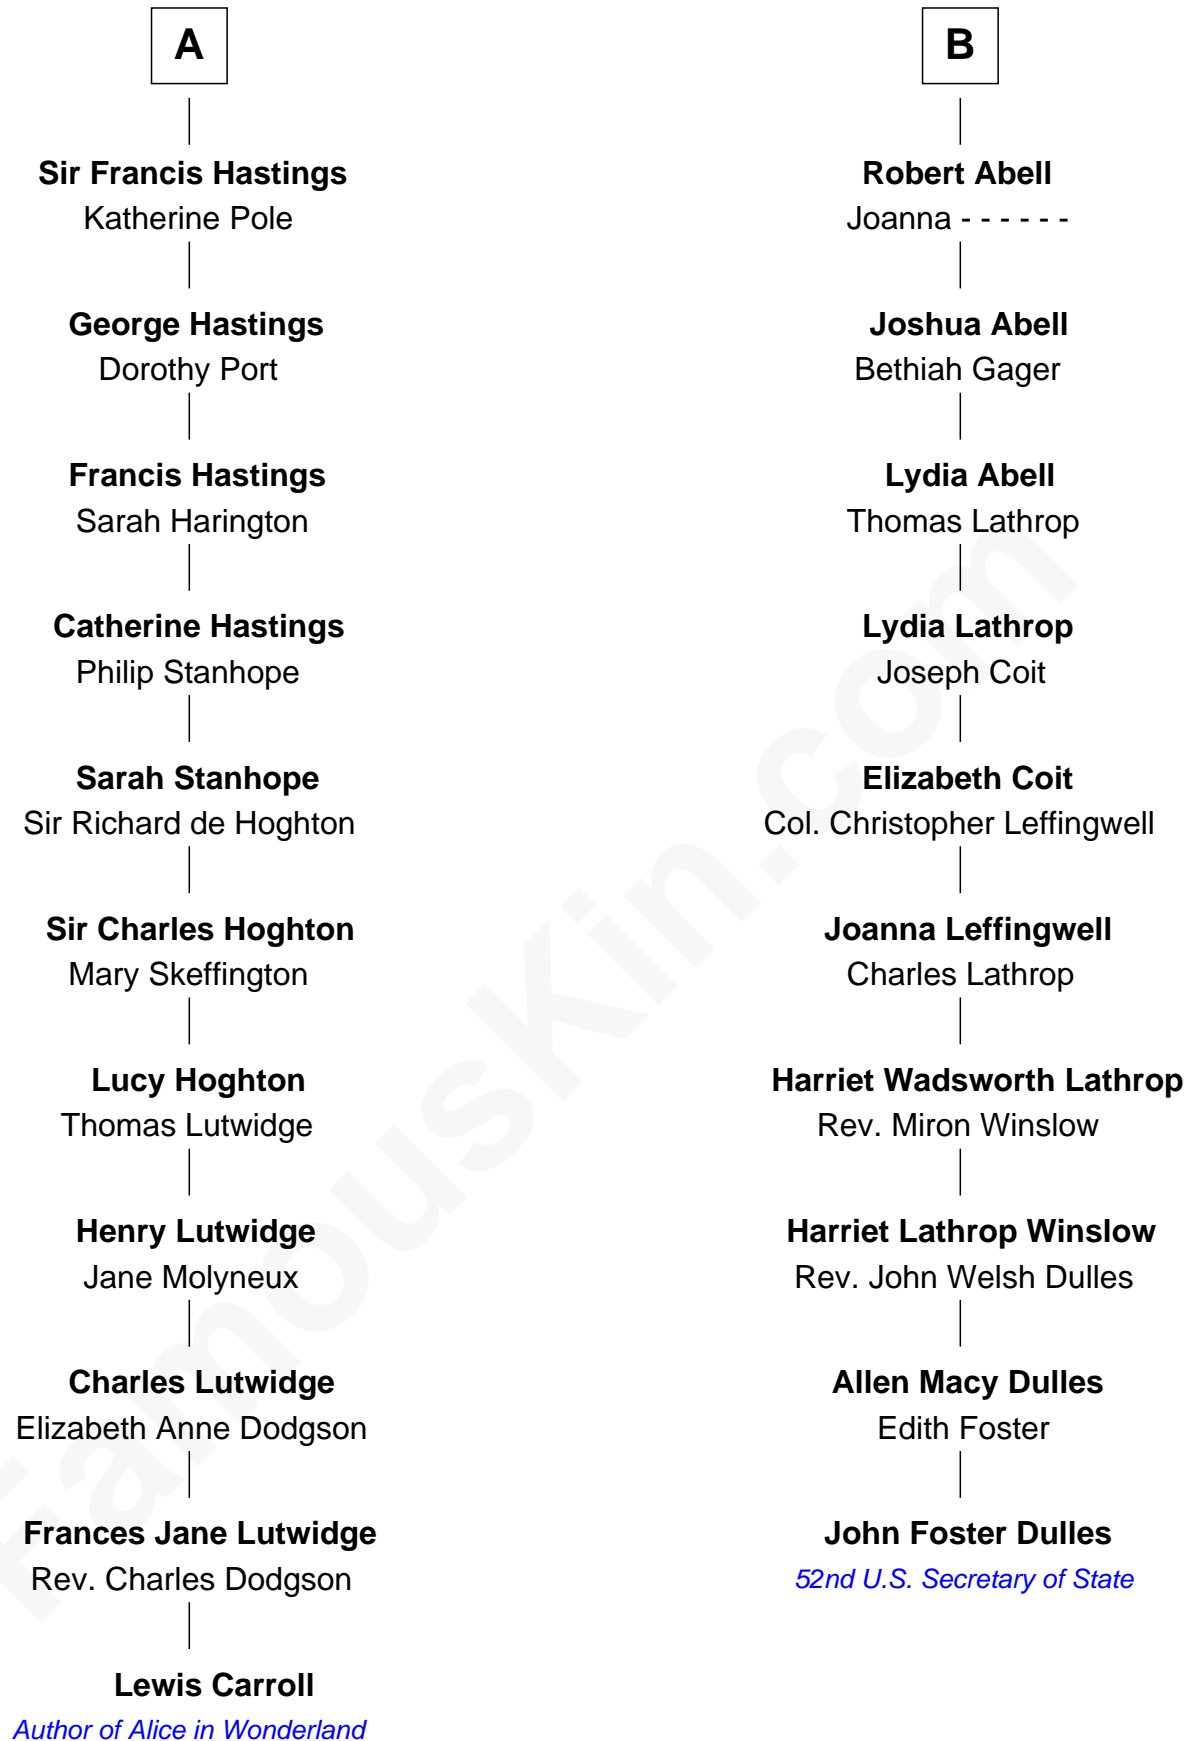 A
Sir Francis Hastings
Katherine Pole
George Hastings
Dorothy Port
Francis Hastings
Sarah Harington
Catherine Hastings
Philip Stanhope
Sarah Stanhope
Sir Richard de Hoghton
Sir Charles Hoghton
Mary Skeffington
Lucy Hoghton
Thomas Lutwidge
Henry Lutwidge
Jane Molyneux
Charles Lutwidge
Elizabeth Anne Dodgson
Frances Jane Lutwidge
Rev. Charles Dodgson
Lewis Carroll
Author of Alice in Wonderland
B
Robert Abell
Joanna - - - - - -
Joshua Abell
Bethiah Gager
Lydia Abell
Thomas Lathrop
Lydia Lathrop
Joseph Coit
Elizabeth Coit
Col. Christopher Leffingwell
Joanna Leffingwell
Charles Lathrop
Harriet Wadsworth Lathrop
Rev. Miron Winslow
Harriet Lathrop Winslow
Rev. John Welsh Dulles
Allen Macy Dulles
Edith Foster
John Foster Dulles
52nd U.S. Secretary of State
FamousKin.com